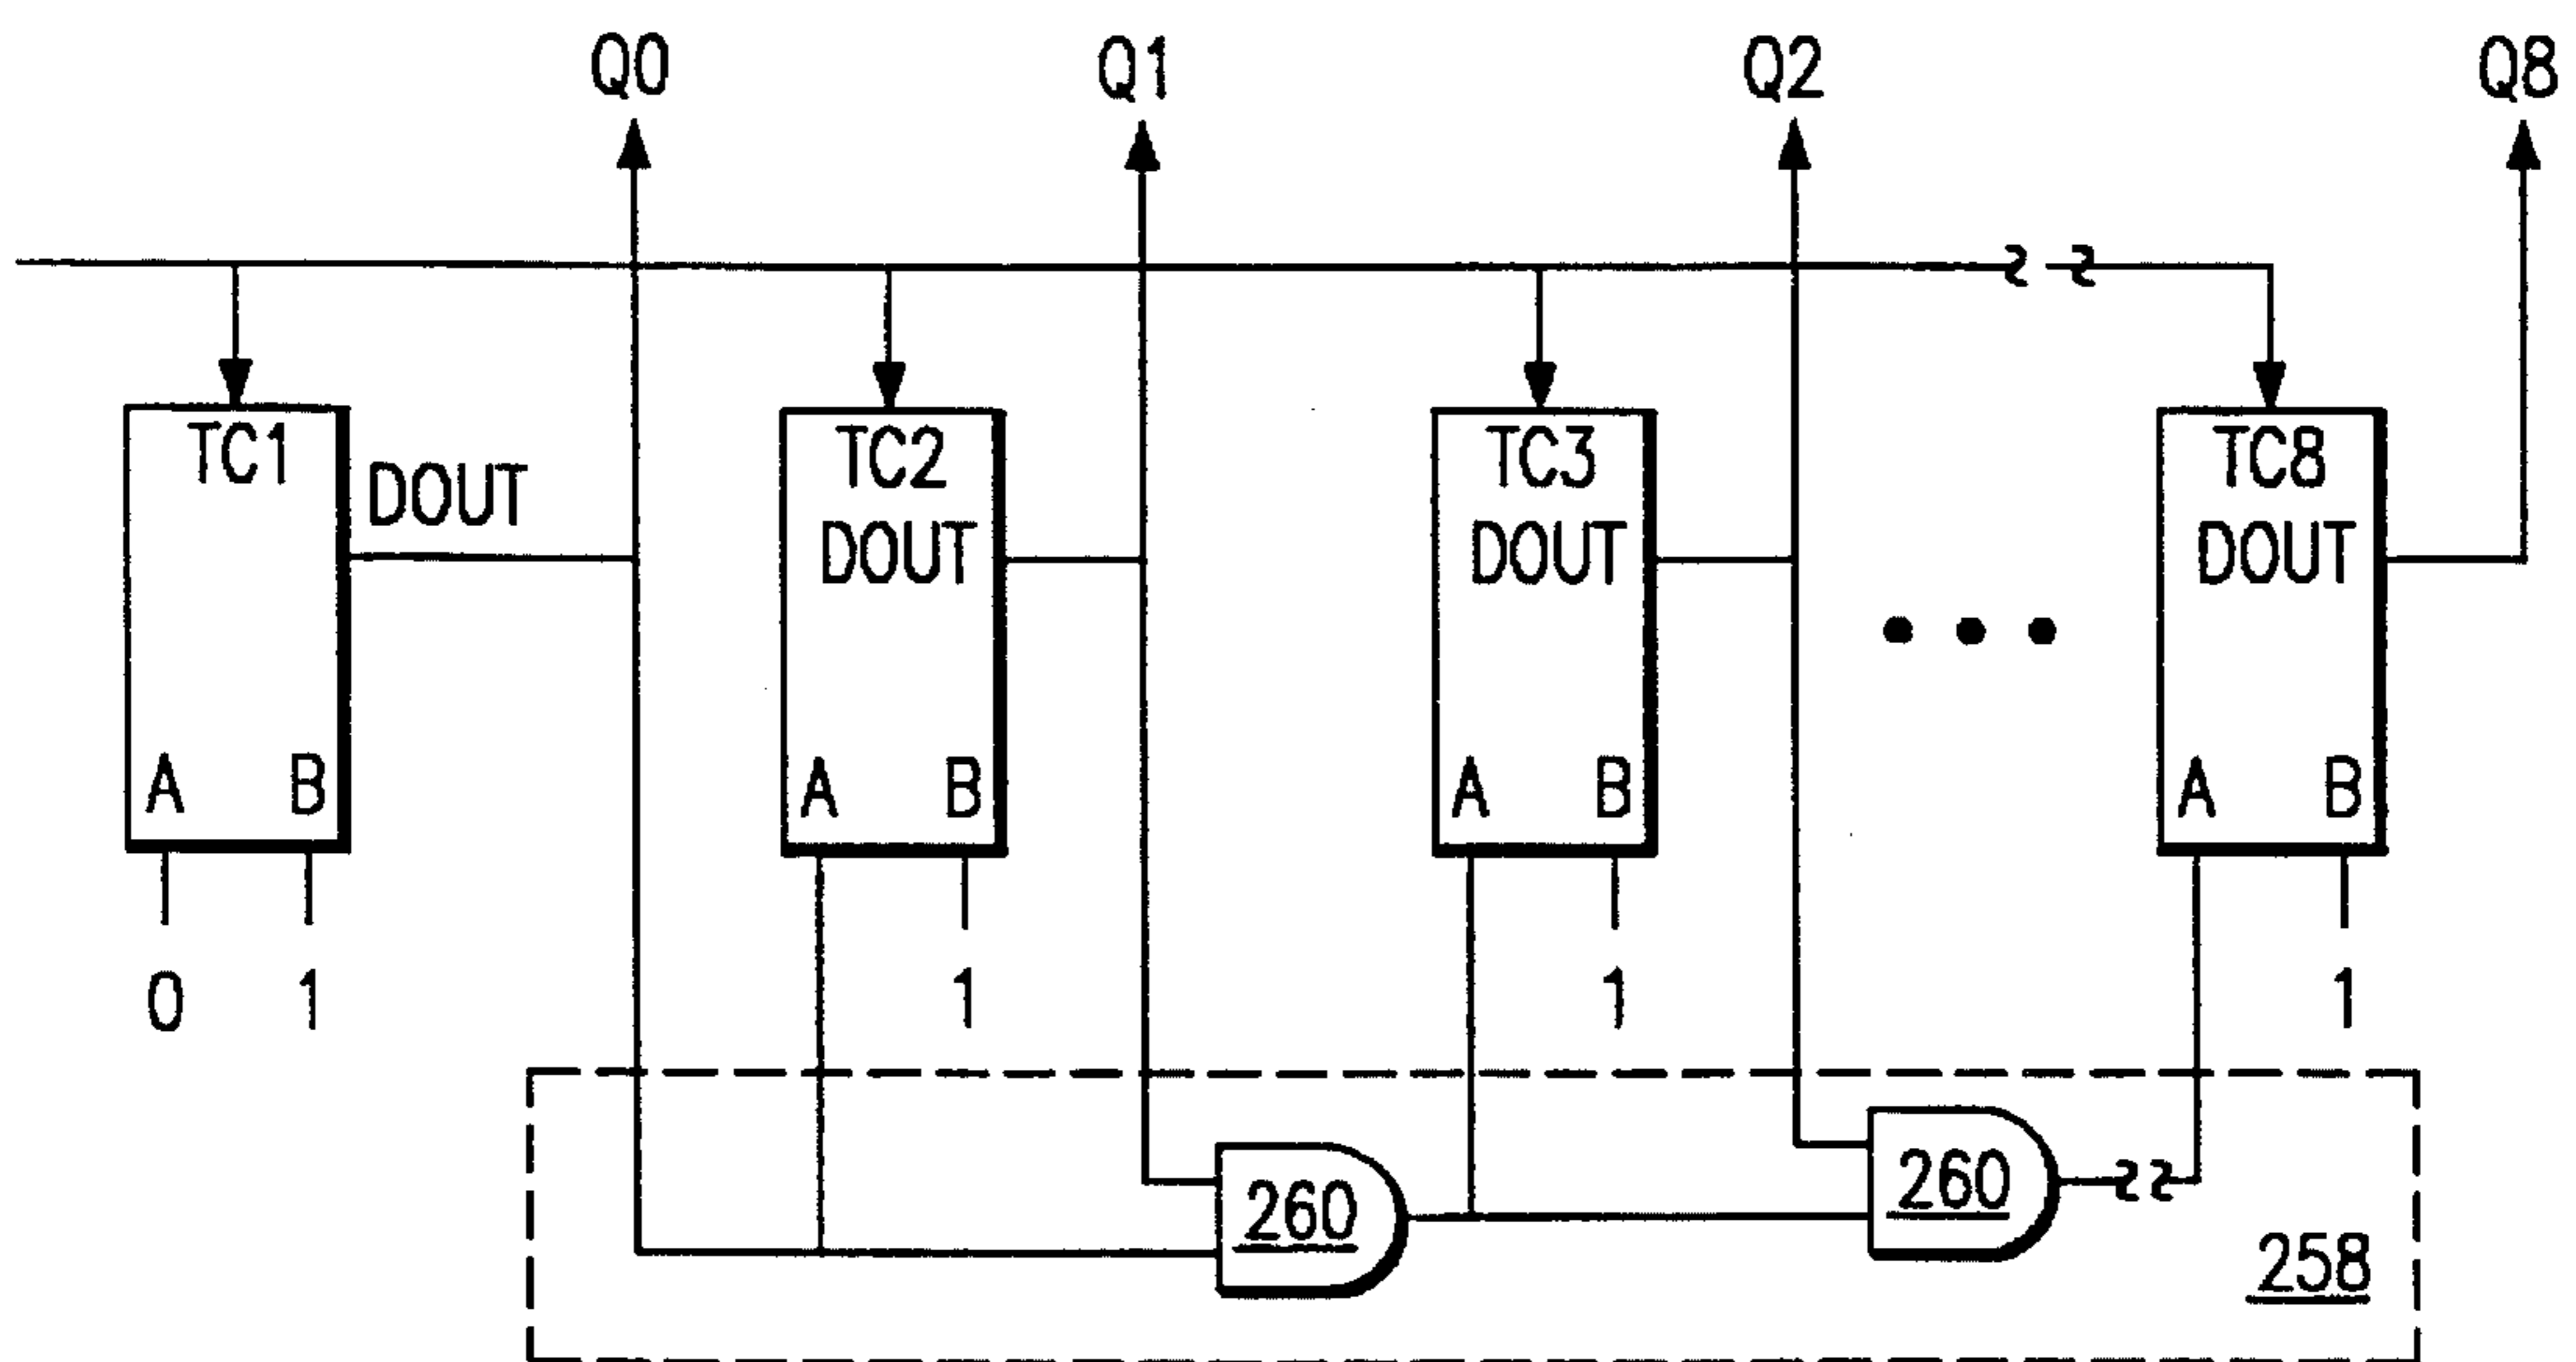 Q0 Q1 Q2 Q8
TC1 TC2 TC3 TC8
DOUT DOUT DOUT DOUT
A B A B A B A B
0 1 1 1 1
260 260
258